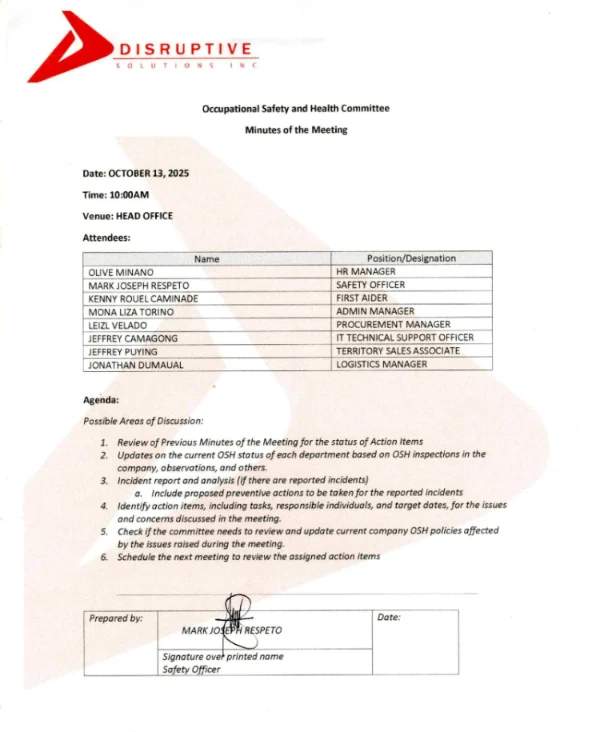 DISRUPTIVE
SOLUTIONS INC
Occupational Safety and Health Committee
Minutes of the Meeting
Date: OCTOBER 13, 2025
Time: 10:00AM
Venue: HEAD OFFICE
Attendees:
Name Position/Designation
OLIVE MINANO HR MANAGER
MARK JOSEPH RESPETO SAFETY OFFICER
KENNY ROUEL CAMINADE FIRST AIDER
MONA LIZA TORINO ADMIN MANAGER
LEIZL VELADO PROCUREMENT MANAGER
JEFFREY CAMAGONG IT TECHNICAL SUPPORT OFFICER
JEFFREY PUYING TERRITORY SALES ASSOCIATE
JONATHAN DUMAUAL LOGISTICS MANAGER
Agenda:
Possible Areas of Discussion:
1. Review of Previous Minutes of the Meeting for the status of Action Items
2. Updates on the current OSH status of each department based on OSH inspections in the
company, observations, and others.
3. Incident report and analysis (if there are reported incidents)
a. Include proposed preventive actions to be taken for the reported incidents
4. Identify action items, including tasks, responsible individuals, and target dates, for the issues
and concerns discussed in the meeting.
5. Check if the committee needs to review and update current company OSH policies affected
by the issues raised during the meeting.
6. Schedule the next meeting to review the assigned action items
Prepared by: Date:
MARK JOSEPH RESPETO
Signature over printed name
Safety Officer